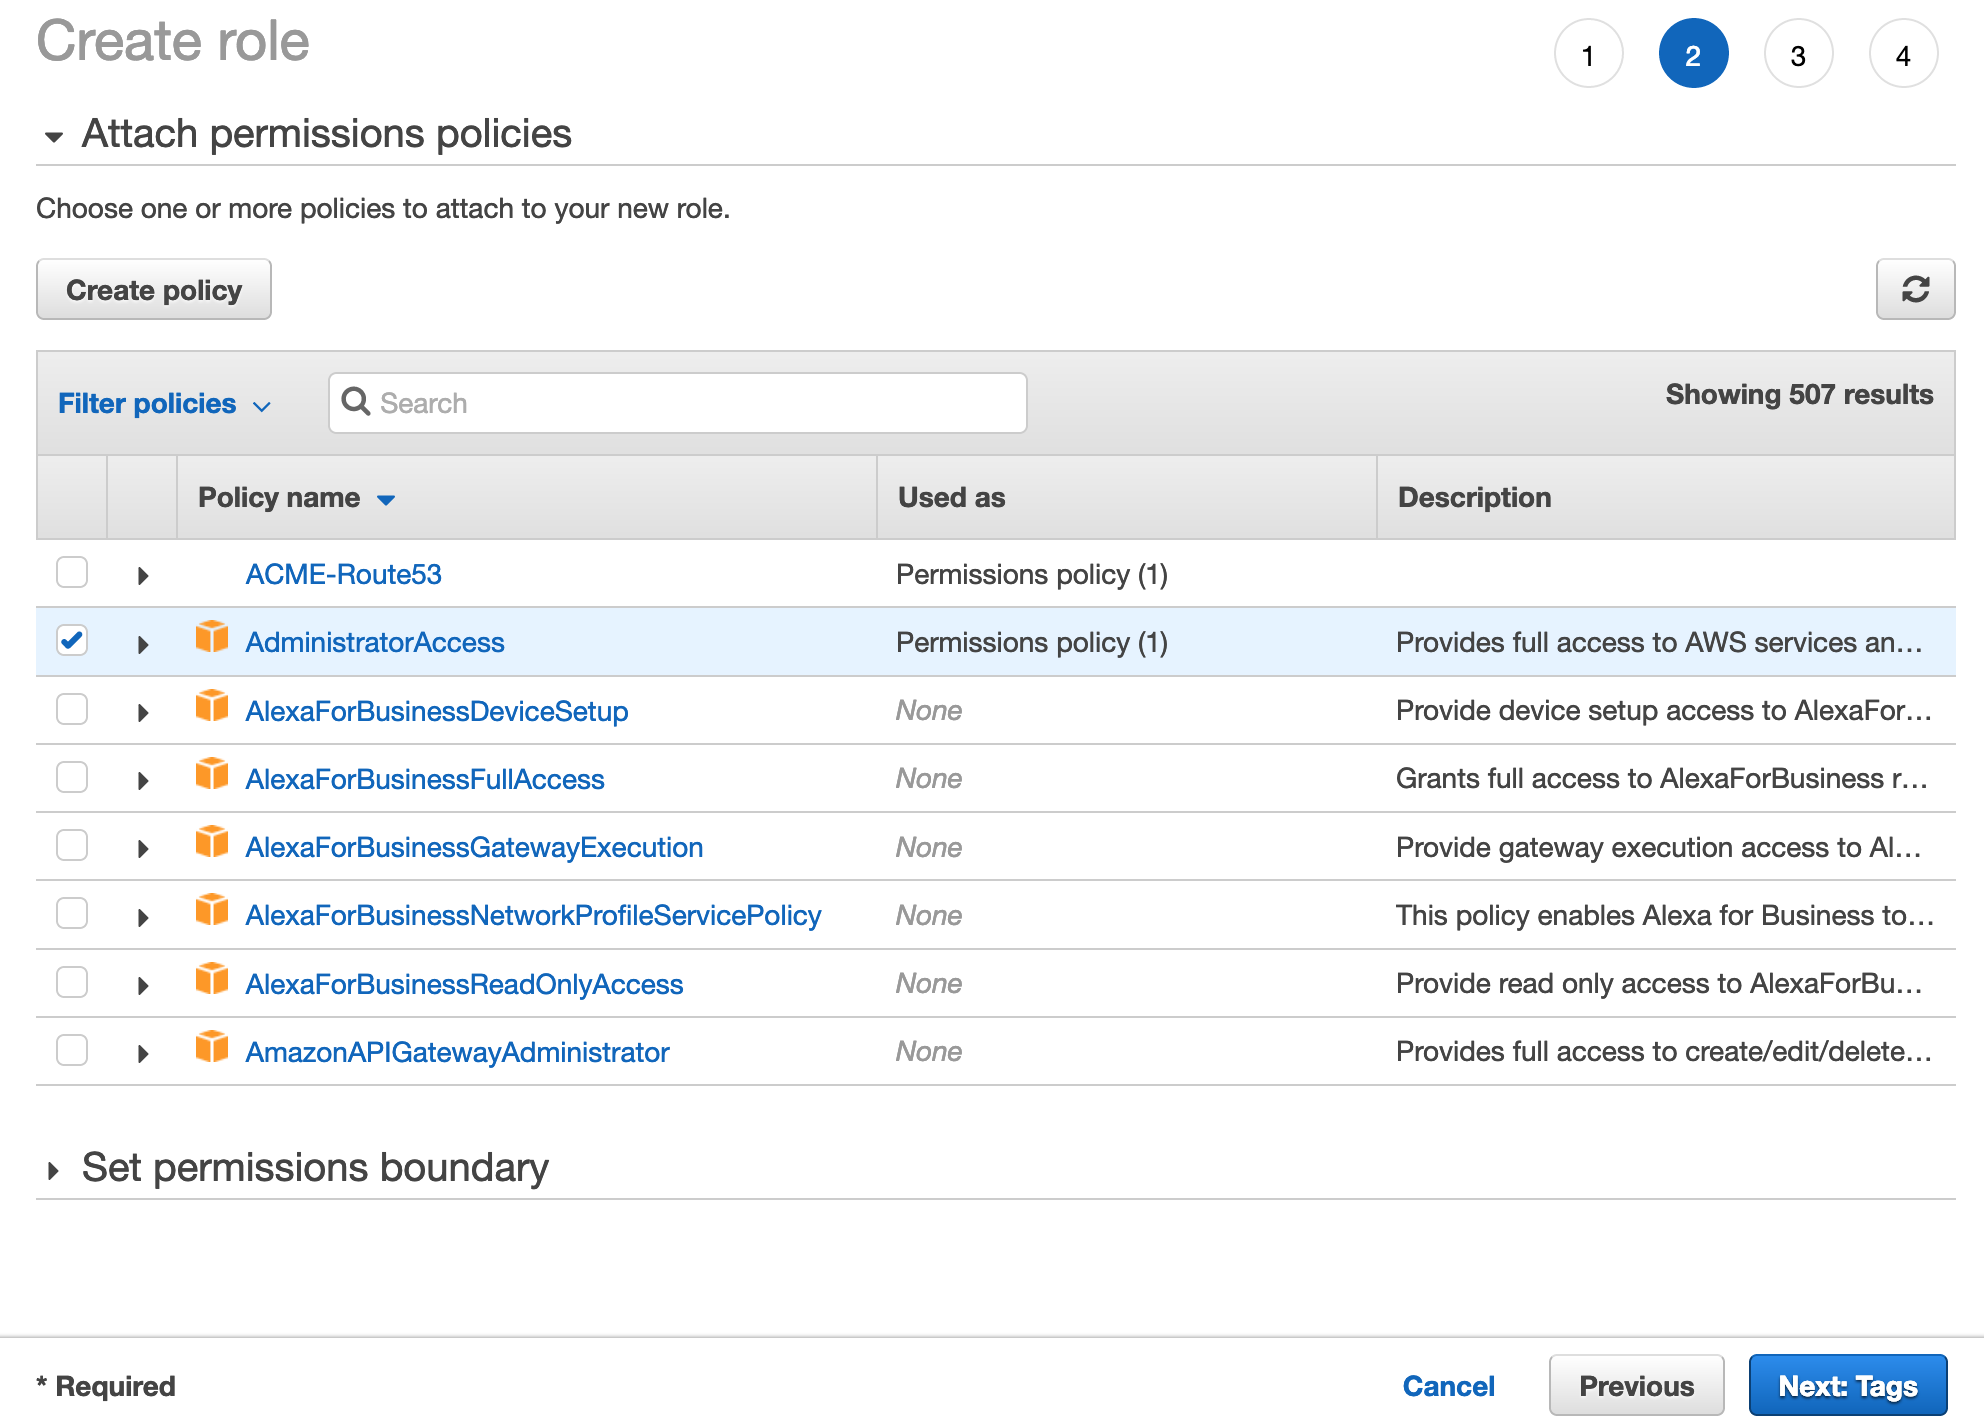 Create role
1 2 3 4
Attach permissions policies
Choose one or more policies to attach to your new role.
Create policy
Filter policies Search Showing 507 results
Policy name Used as Description
ACME-Route53 Permissions policy (1)
AdministratorAccess Permissions policy (1) Provides full access to AWS services an...
AlexaForBusinessDeviceSetup None Provide device setup access to AlexaFor...
AlexaForBusinessFullAccess None Grants full access to AlexaForBusiness r...
AlexaForBusinessGatewayExecution None Provide gateway execution access to Al...
AlexaForBusinessNetworkProfileServicePolicy None This policy enables Alexa for Business to...
AlexaForBusinessReadOnlyAccess None Provide read only access to AlexaForBu...
AmazonAPIGatewayAdministrator None Provides full access to create/edit/delete...
Set permissions boundary
* Required Cancel Previous Next: Tags